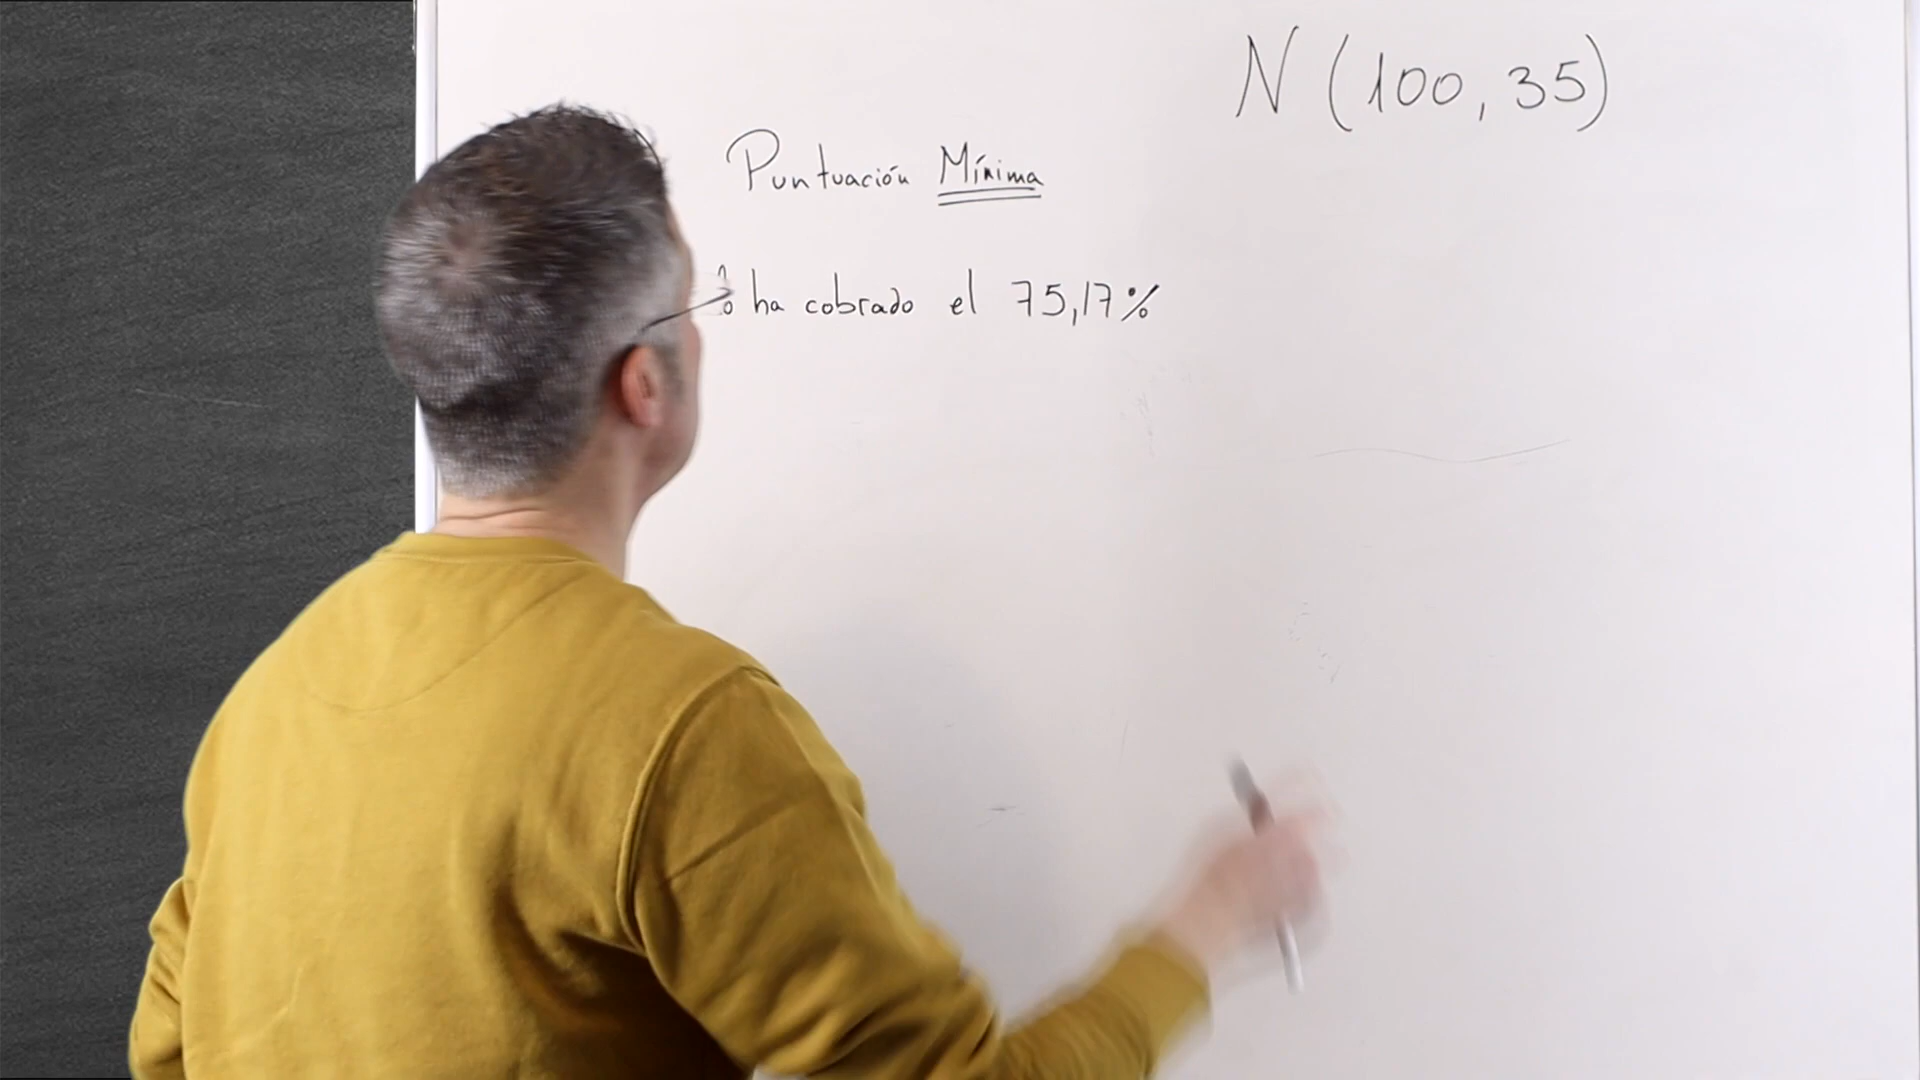 N (100, 35)
Puntuación Mínima
ha cobrado el 75,17%